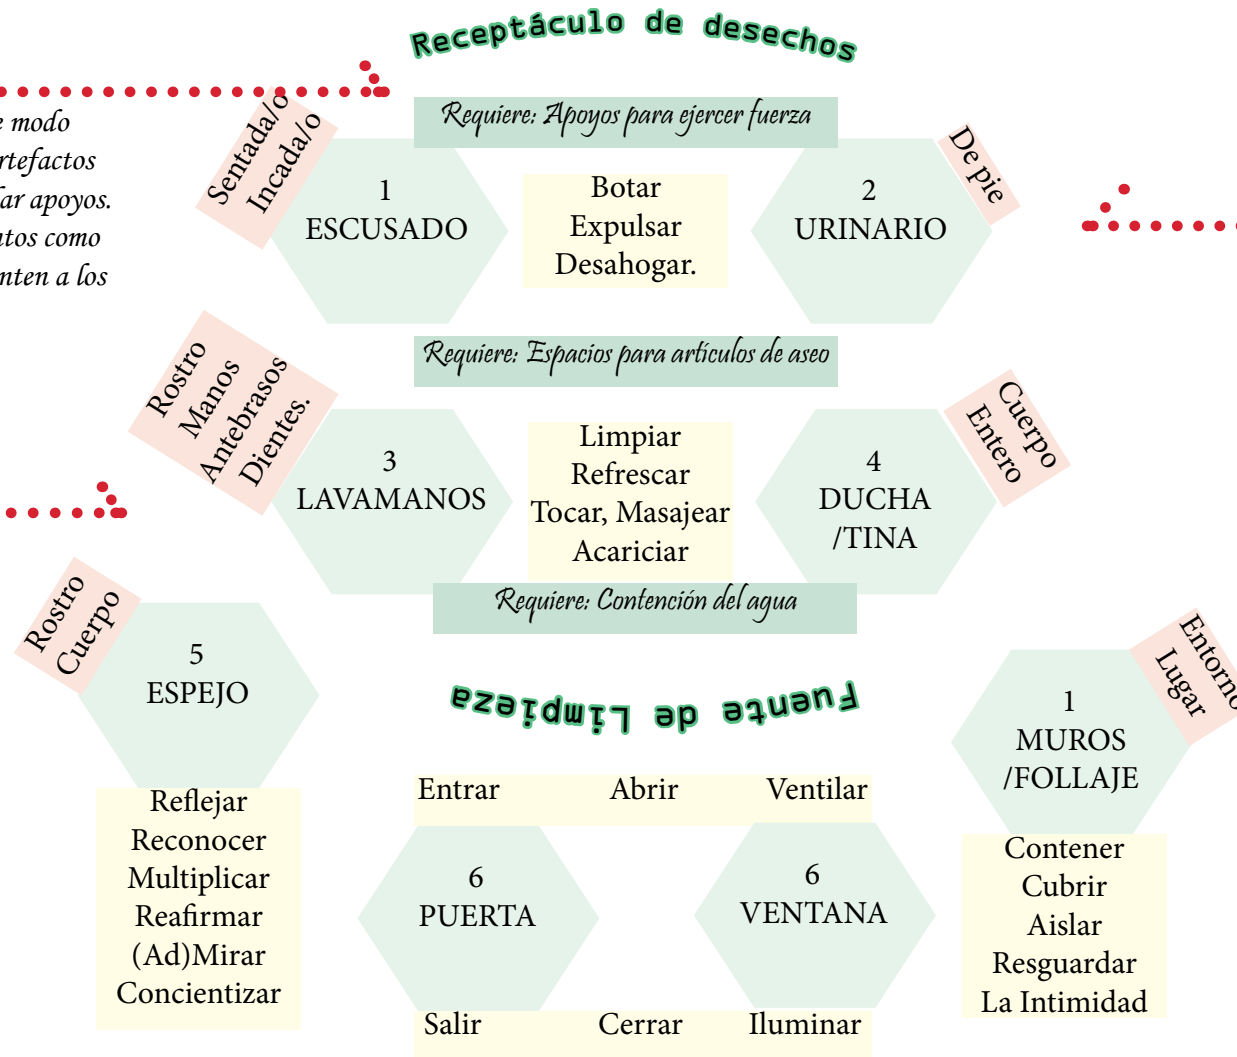 Receptáculo de desechos
e modo
rtefactos
lar apoyos.
ntos como
nten a los
Requiere: Apoyos para ejercer fuerza
Sentada/o
Incada/o
1
ESCUSADO
Botar
Expulsar
Desahogar.
2
URINARIO
De pie
Requiere: Espacios para artículos de aseo
Rostro
Manos
Antebrasos
Dientes.
3
LAVAMANOS
Limpiar
Refrescar
Tocar, Masajear
Acariciar
4
DUCHA
/TINA
Cuerpo
Entero
Requiere: Contención del agua
Fuente de Limpieza
Rostro
Cuerpo
5
ESPEJO
Reflejar
Reconocer
Multiplicar
Reafirmar
(Ad)Mirar
Concientizar
Entrar Abrir Ventilar
6
PUERTA
6
VENTANA
Salir Cerrar Iluminar
Entorno
Lugar
1
MUROS
/FOLLAJE
Contener
Cubrir
Aislar
Resguardar
La Intimidad